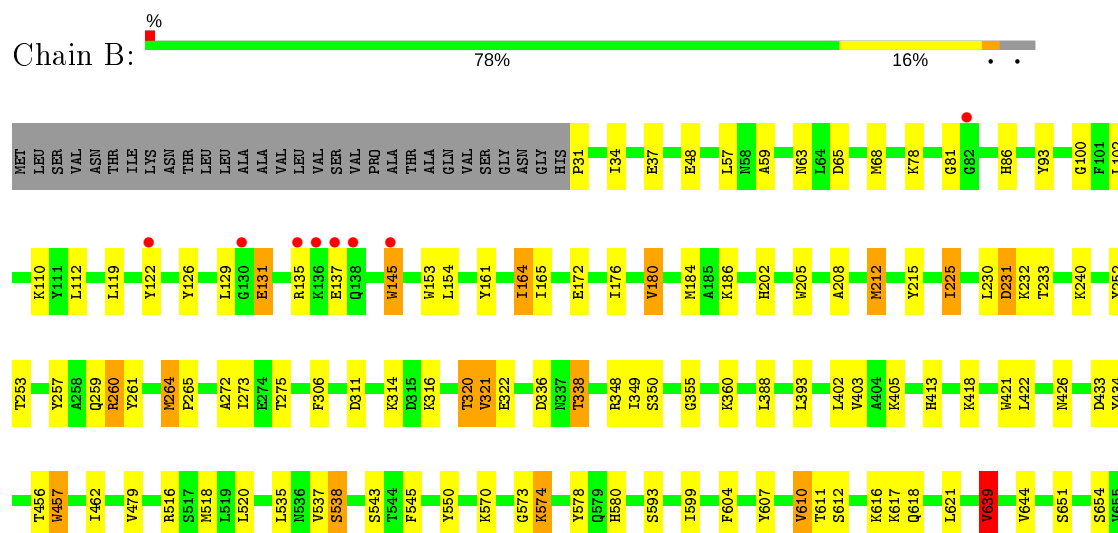 %
Chain B:
78% 16% • •
MET LEU SER VAL ASN THR ILE LYS ASN THR LEU LEU ALA ALA VAL LEU VAL SER VAL PRO ALA THR ALA GLN VAL SER GLY ASN GLY HIS P31 I34 E37 E48 L57 N58 A59 N63 L64 D65 M68 K78 G81 G82 H86 Y93 G100 F101 L102
K110 Y111 L112 L119 Y122 Y126 L129 G130 E131 R135 K136 E137 Q138 W145 W153 L154 Y161 I164 I165 E172 I176 V180 M184 A185 K186 H202 W205 A208 M212 Y215 I225 L230 D231 K232 T233 K240 Y252
T253 Y257 A258 Q259 R260 Y261 M264 P265 A272 I273 E274 T275 F306 D311 K314 D315 K316 T320 V321 E322 D336 N337 T338 R348 I349 S350 G355 K360 L388 L393 L402 V403 A404 K405 H413 K418 W421 L422 N426 D433 Y434
T456 W457 I462 V479 R516 S517 M518 L519 L520 L535 N536 V537 S538 S543 T544 F545 Y550 K570 G573 K574 Y578 Q579 H580 S593 I599 F604 Y607 V610 T611 S612 K616 K617 Q618 L621 V639 V644 S651 S654 V655